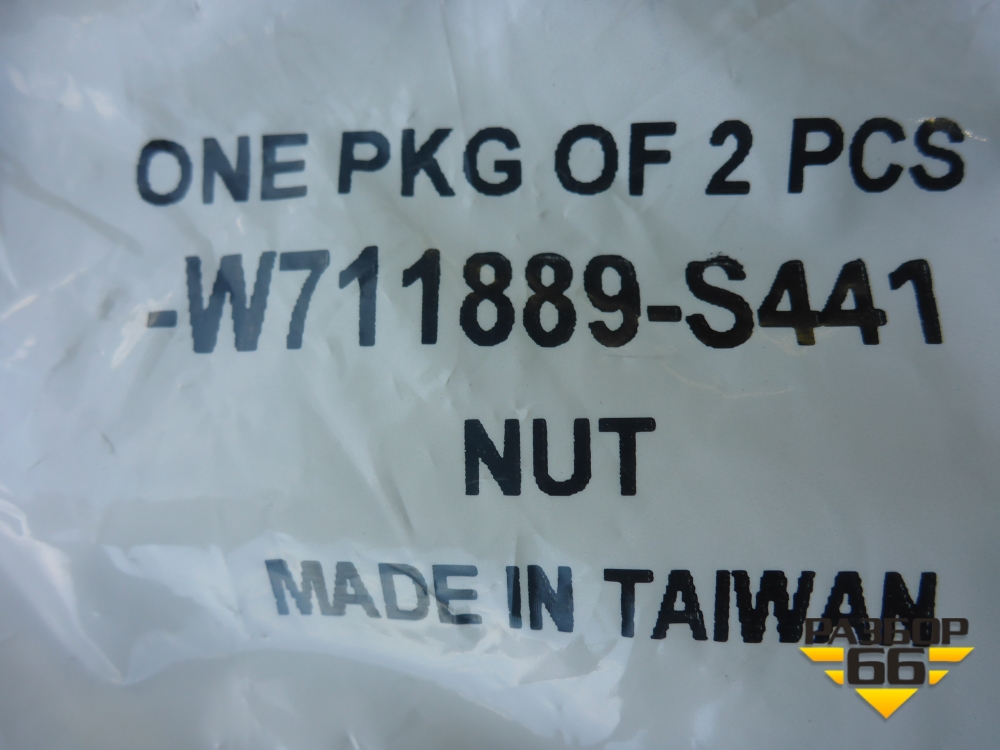 ONE PKG OF 2 PCS
-W711889-S441
NUT
MADE IN TAIWAN
РАЗБОР
66